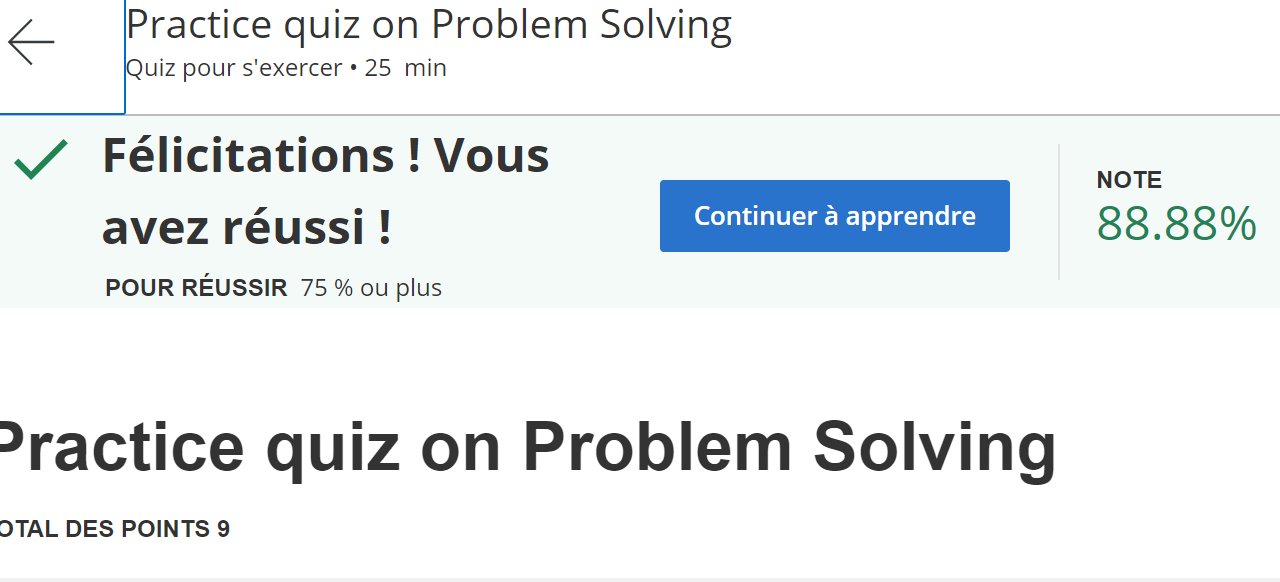 Practice quiz on Problem Solving
Quiz pour s'exercer • 25 min
Félicitations ! Vous
avez réussi !
POUR RÉUSSIR 75 % ou plus
Continuer à apprendre
NOTE
88.88%
Practice quiz on Problem Solving
OTAL DES POINTS 9